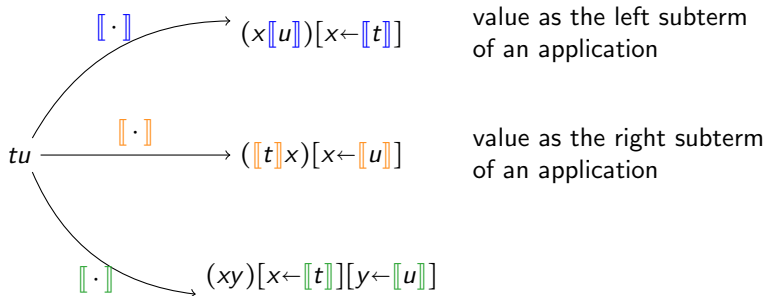 ⟦·⟧
(x⟦u⟧)[x←⟦t⟧]
value as the left subterm
of an application
tu
⟦·⟧
(⟦t⟧x)[x←⟦u⟧]
value as the right subterm
of an application
⟦·⟧
(xy)[x←⟦t⟧][y←⟦u⟧]